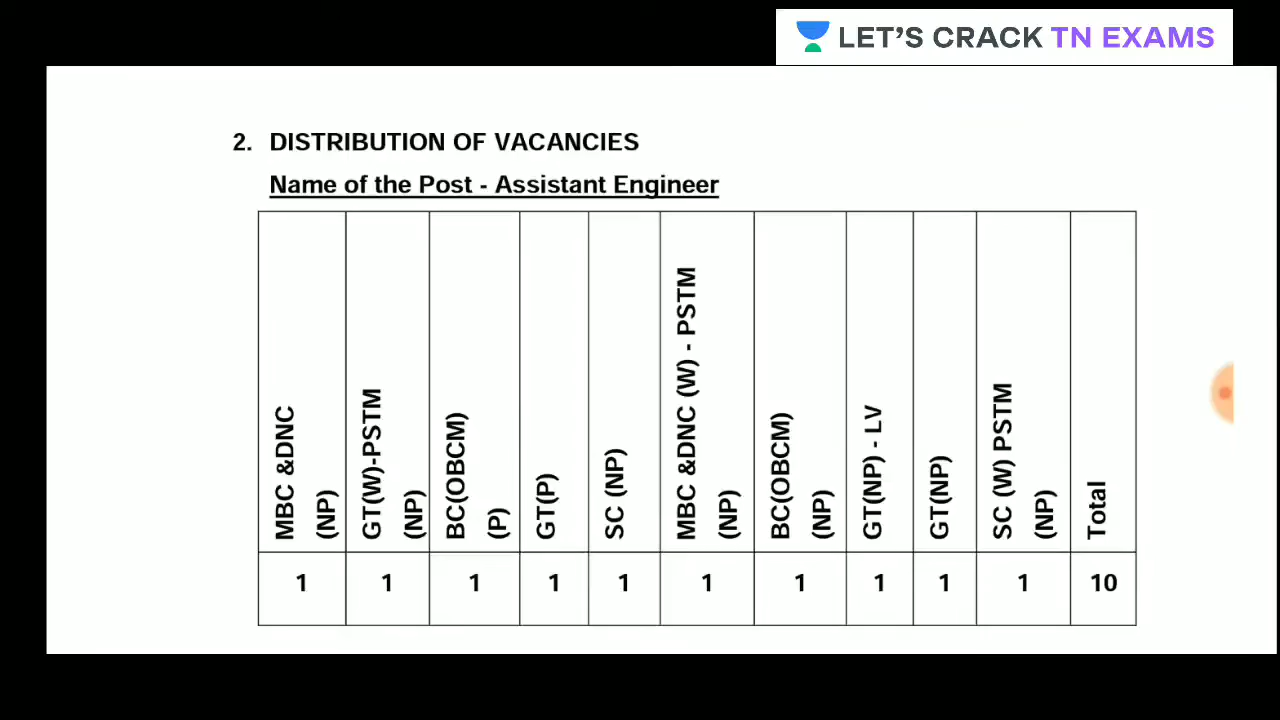 LET'S CRACK TN EXAMS
2. DISTRIBUTION OF VACANCIES
Name of the Post - Assistant Engineer
MBC &DNC
(NP)
GT(W)-PSTM
(NP)
BC(OBCM)
(P)
GT(P)
SC (NP)
MBC &DNC (W) - PSTM
(NP)
BC(OBCM)
(NP)
GT(NP) - LV
GT(NP)
SC (W) PSTM
(NP)
Total
1 1 1 1 1 1 1 1 1 1 10